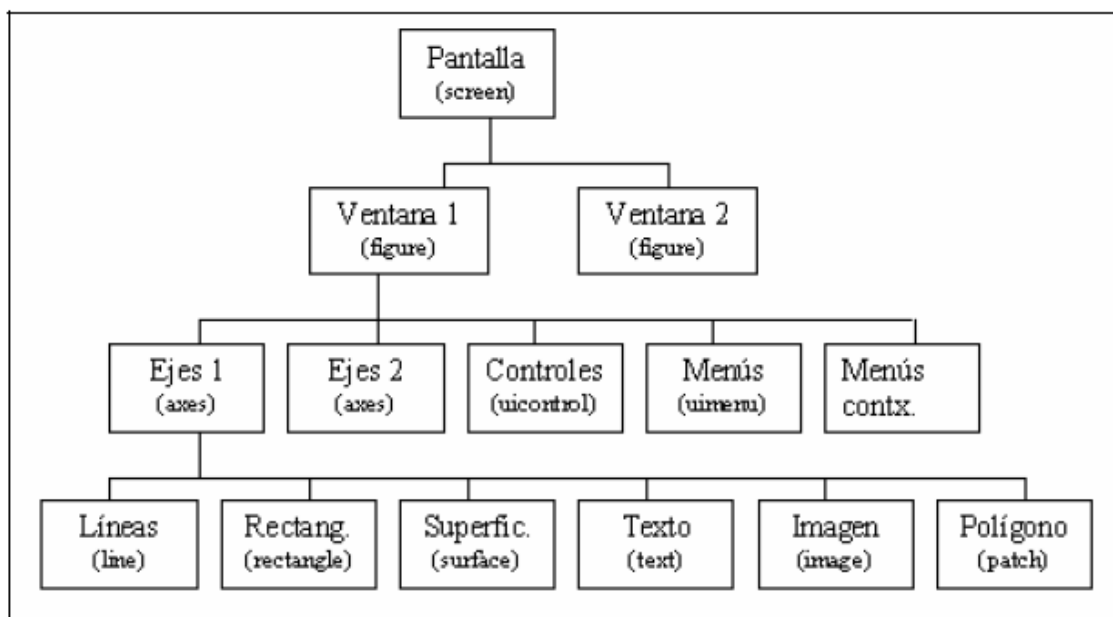 Pantalla
(screen)
Ventana 1
(figure)
Ventana 2
(figure)
Ejes 1
(axes)
Ejes 2
(axes)
Controles
(uicontrol)
Menús
(uimenu)
Menús
contx.
Líneas
(line)
Rectang.
(rectangle)
Superfic.
(surface)
Texto
(text)
Imagen
(image)
Polígono
(patch)